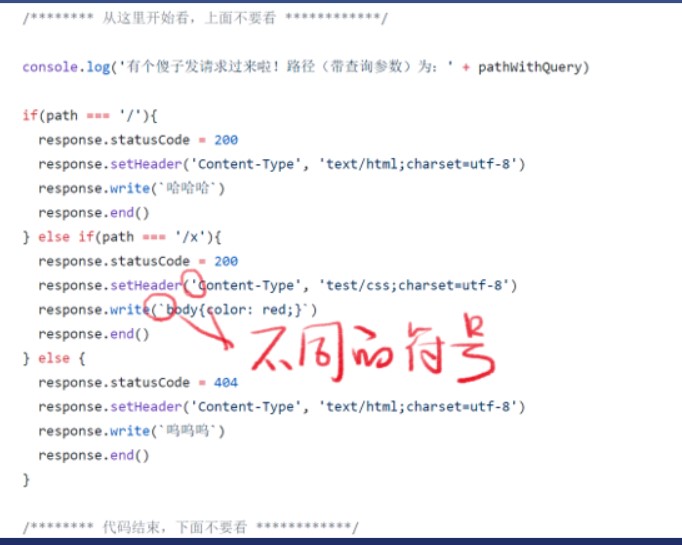 /******** 从这里开始看，上面不要看 ************/
console.log('有个傻子发请求过来啦！路径（带查询参数）为：' + pathWithQuery)
if(path === '/'){
response.statusCode = 200
response.setHeader('Content-Type', 'text/html;charset=utf-8')
response.write(`哈哈哈`)
response.end()
} else if(path === '/x'){
response.statusCode = 200
response.setHeader('Content-Type', 'test/css;charset=utf-8')
response.write(`body{color: red;}`)
response.end()
不同的符号
} else {
response.statusCode = 404
response.setHeader('Content-Type', 'text/html;charset=utf-8')
response.write(`呜呜呜`)
response.end()
}
/******** 代码结束，下面不要看 ************/